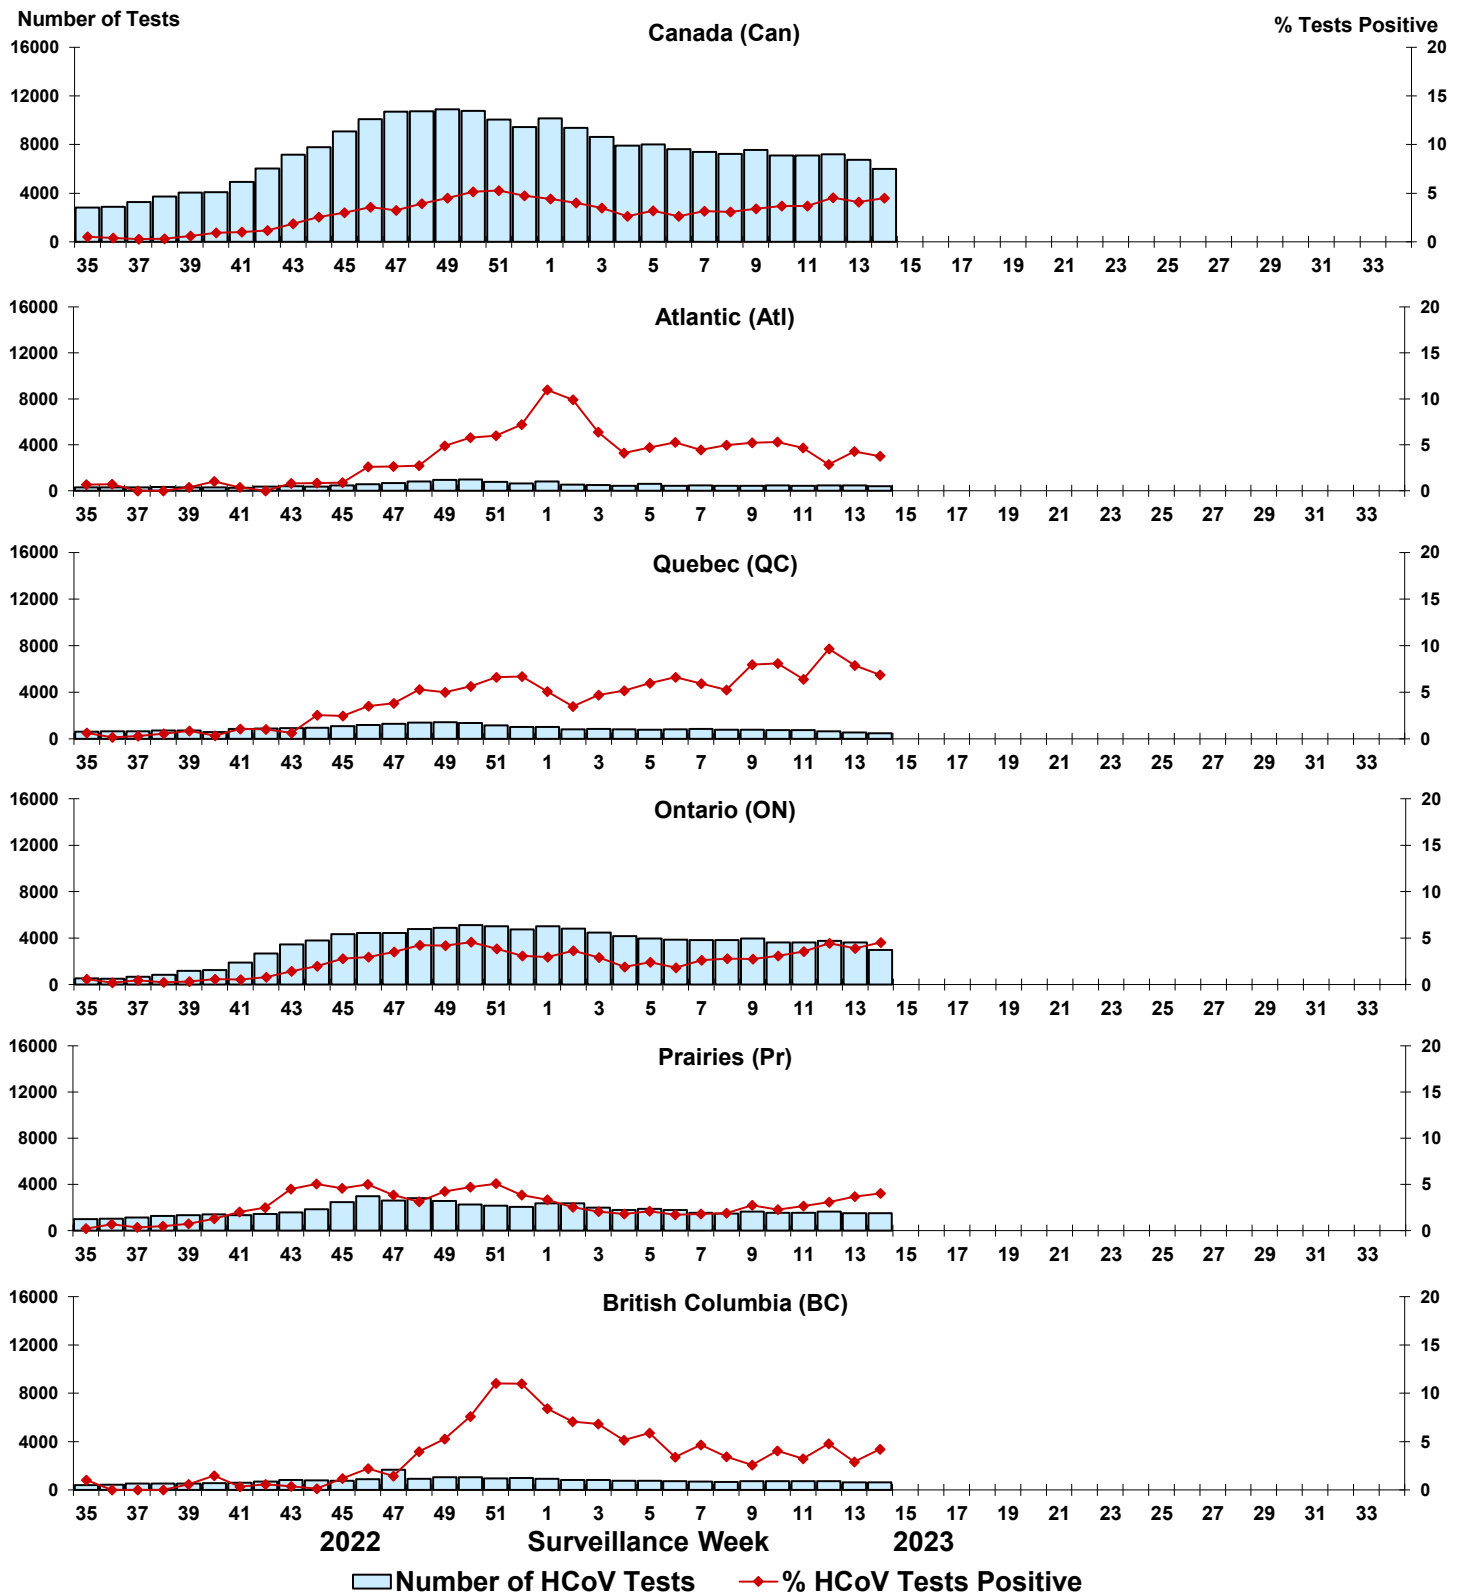 Number of Tests
Canada (Can)
% Tests Positive
16000 20
12000 15
8000 10
4000 5
0 0
35 37 39 41 43 45 47 49 51 1 3 5 7 9 11 13 15 17 19 21 23 25 27 29 31 33
Atlantic (Atl)
16000 20
12000 15
8000 10
4000 5
0 0
35 37 39 41 43 45 47 49 51 1 3 5 7 9 11 13 15 17 19 21 23 25 27 29 31 33
Quebec (QC)
16000 20
12000 15
8000 10
4000 5
0 0
35 37 39 41 43 45 47 49 51 1 3 5 7 9 11 13 15 17 19 21 23 25 27 29 31 33
Ontario (ON)
16000 20
12000 15
8000 10
4000 5
0 0
35 37 39 41 43 45 47 49 51 1 3 5 7 9 11 13 15 17 19 21 23 25 27 29 31 33
Prairies (Pr)
16000 20
12000 15
8000 10
4000 5
0 0
35 37 39 41 43 45 47 49 51 1 3 5 7 9 11 13 15 17 19 21 23 25 27 29 31 33
British Columbia (BC)
16000 20
12000 15
8000 10
4000 5
0 0
35 37 39 41 43 45 47 49 51 1 3 5 7 9 11 13 15 17 19 21 23 25 27 29 31 33
2022 Surveillance Week 2023
Number of HCoV Tests % HCoV Tests Positive